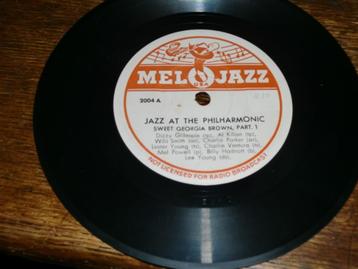 MELOJAZZ
2004 A
JAZZ AT THE PHILHARMONIC
SWEET GEORGIA BROWN, PART. 1
Dizzy Gillespie (tp), Al Killian (tp),
Willi Smith (as), Charlie Parker (as),
Lester Young (ts), Charlie Ventura (ts),
Mel Powell (p), Billy Hadnott (b),
Lee Young (dr).
NOT LICENSED FOR RADIO BROADCAST